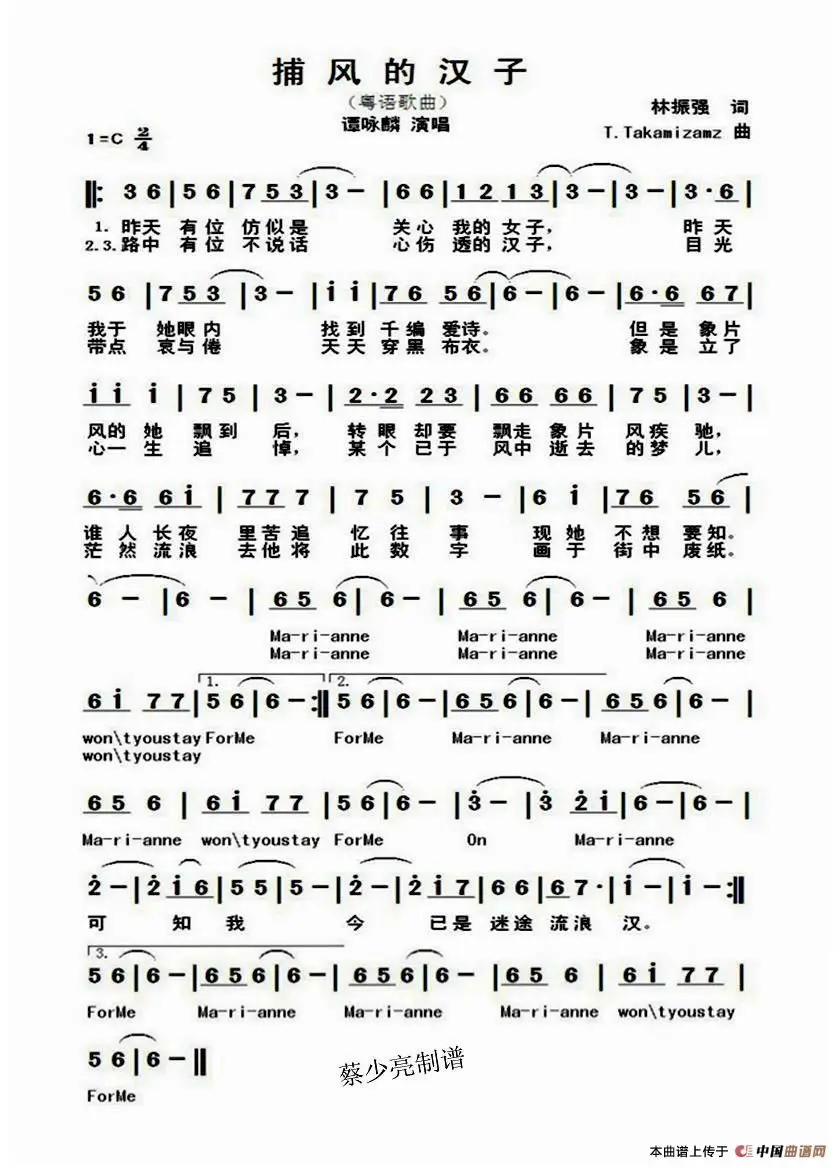 捕风的汉子
（粤语歌曲）
谭咏麟 演唱
林振强 词
1=C 2/4
T.Takamizamz 曲
|: 3 6 | 5 6 | 7 5 3 | 3 - | 6 6 | 1 2 1 3 | 3 - | 3 - | 3 · 6 |
1. 昨天 有位 仿似是 关心 我的 女子， 昨天
2.3. 路中 有位 不说话 心伤 透的 汉子， 目光
5 6 | 7 5 3 | 3 - | i i | 7 6 5 6 | 6 - | 6 - | 6 · 6 6 7 |
我于 她眼内 找到 千编 爱诗。 但是 象片
带点 哀与倦 天天 穿黑 布衣。 象是 立了
i i i | 7 5 | 3 - | 2 · 2 2 3 | 6 6 6 6 | 7 5 | 3 - |
风的 她 飘到 后， 转眼 却要 飘走 象片 风疾 驰，
心一 生 追 悼， 某个 已于 风中 逝去 的梦 儿，
6 · 6 6 i | 7 7 7 | 7 5 | 3 - | 6 i | 7 6 5 6 |
谁人 长夜 里苦追 忆往 事 现她 不想 要知。
茫然 流浪 去他将 此数 字 画于 街中 废纸。
6 - | 6 - | 6 5 6 | 6 - | 6 5 6 | 6 - | 6 5 6 |
Ma-ri-anne Ma-ri-anne Ma-ri-anne
Ma-ri-anne Ma-ri-anne Ma-ri-anne
1. 2.
6 i 7 7 | 5 6 | 6 - :| 5 6 | 6 - | 6 5 6 | 6 - | 6 5 6 | 6 - |
won\tyoustay ForMe ForMe Ma-ri-anne Ma-ri-anne
won\tyoustay
6 5 6 | 6 i 7 7 | 5 6 | 6 - | 3 - | 3 2 i | 6 6 |
Ma-ri-anne won\tyoustay ForMe On Ma-ri-anne
2 - | 2 i 6 | 5 5 | 5 - | 2 - | 2 i 7 | 6 6 | 6 7 · | i - | i - :|
可 知我 今 已是 迷途 流浪 汉。
3.
5 6 | 6 - | 6 5 6 | 6 - | 6 5 6 | 6 - | 6 5 6 | 6 i 7 7 |
ForMe Ma-ri-anne Ma-ri-anne Ma-ri-anne won\tyoustay
5 6 | 6 - ||
蔡少亮制谱
ForMe
本曲谱上传于 中国曲谱网